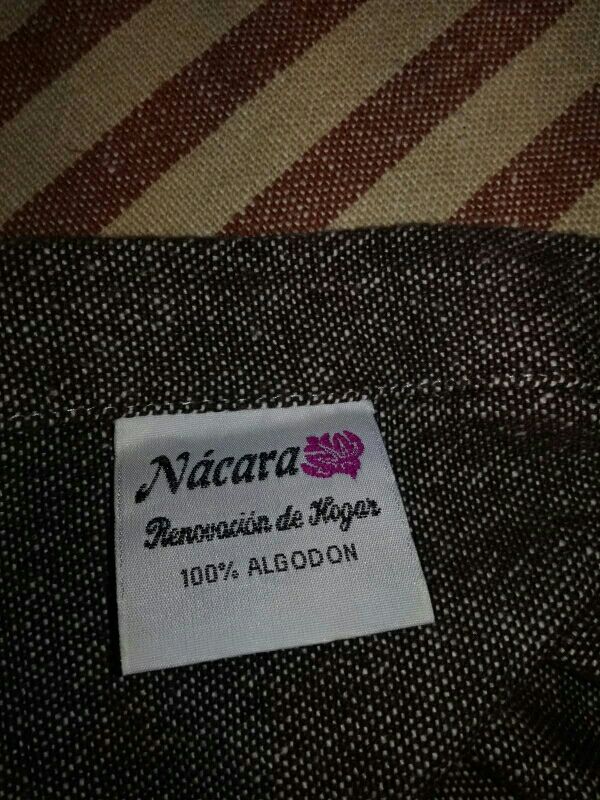 Nácara
Renovación de Hogar
100% ALGODON